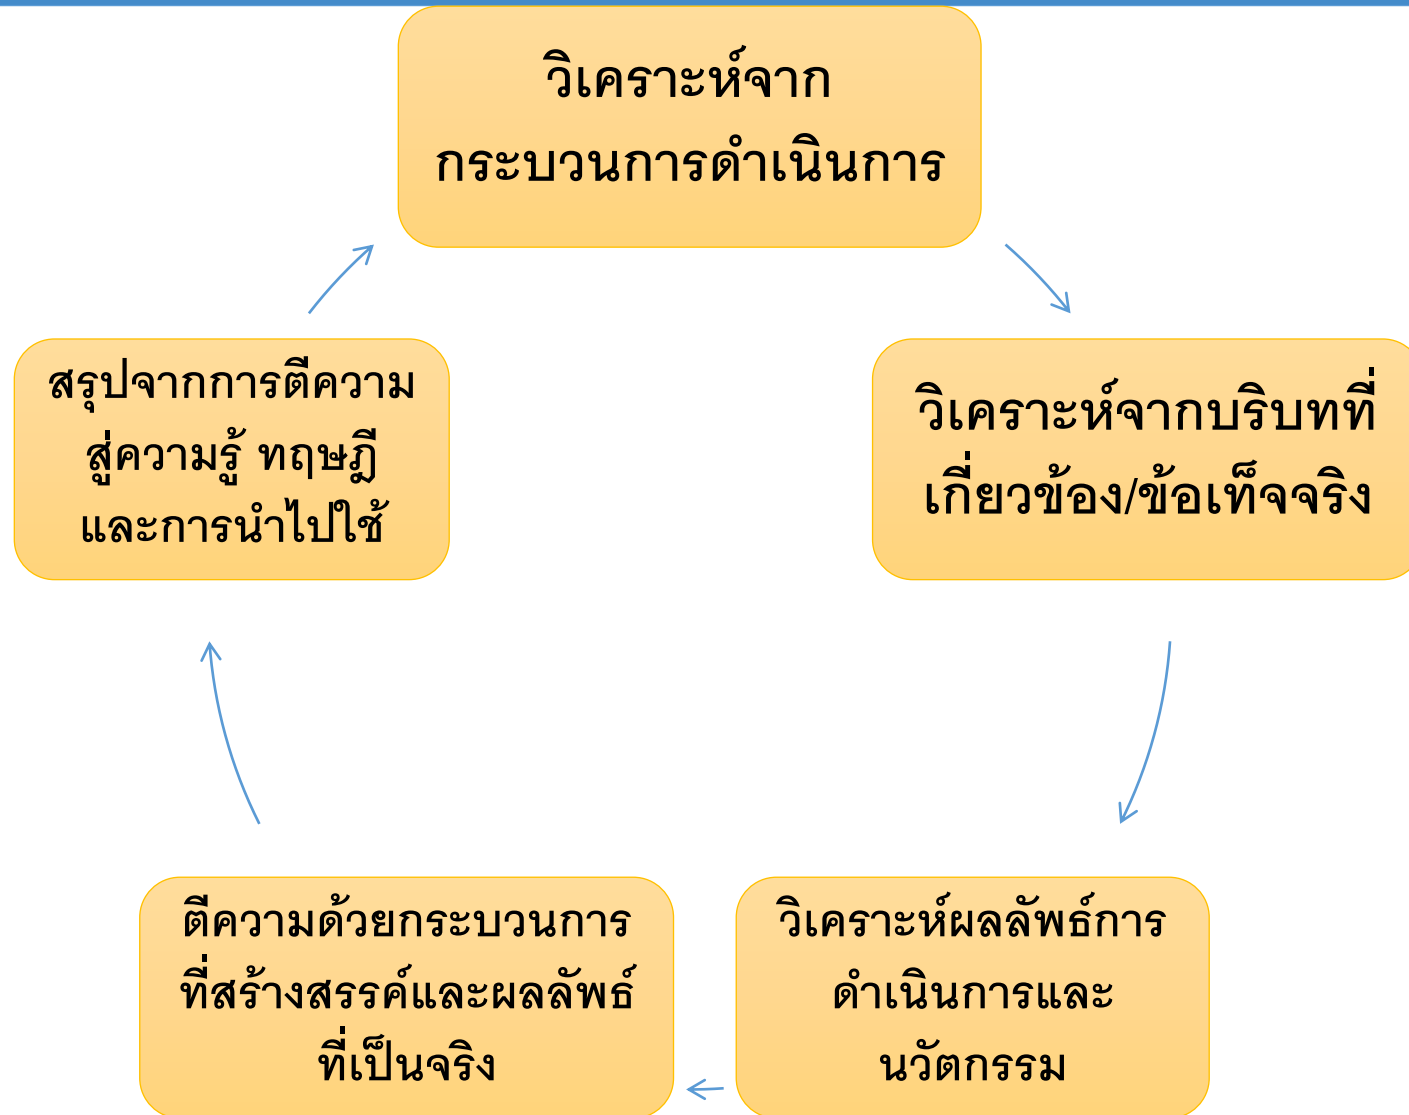 วิเคราะห์จาก
กระบวนการดำเนินการ
วิเคราะห์จากบริบทที่
เกี่ยวข้อง/ข้อเท็จจริง
วิเคราะห์ผลลัพธ์การ
ดำเนินการและ
นวัตกรรม
ตีความด้วยกระบวนการ
ที่สร้างสรรค์และผลลัพธ์
ที่เป็นจริง
สรุปจากการตีความ
สู่ความรู้ ทฤษฎี
และการนำไปใช้